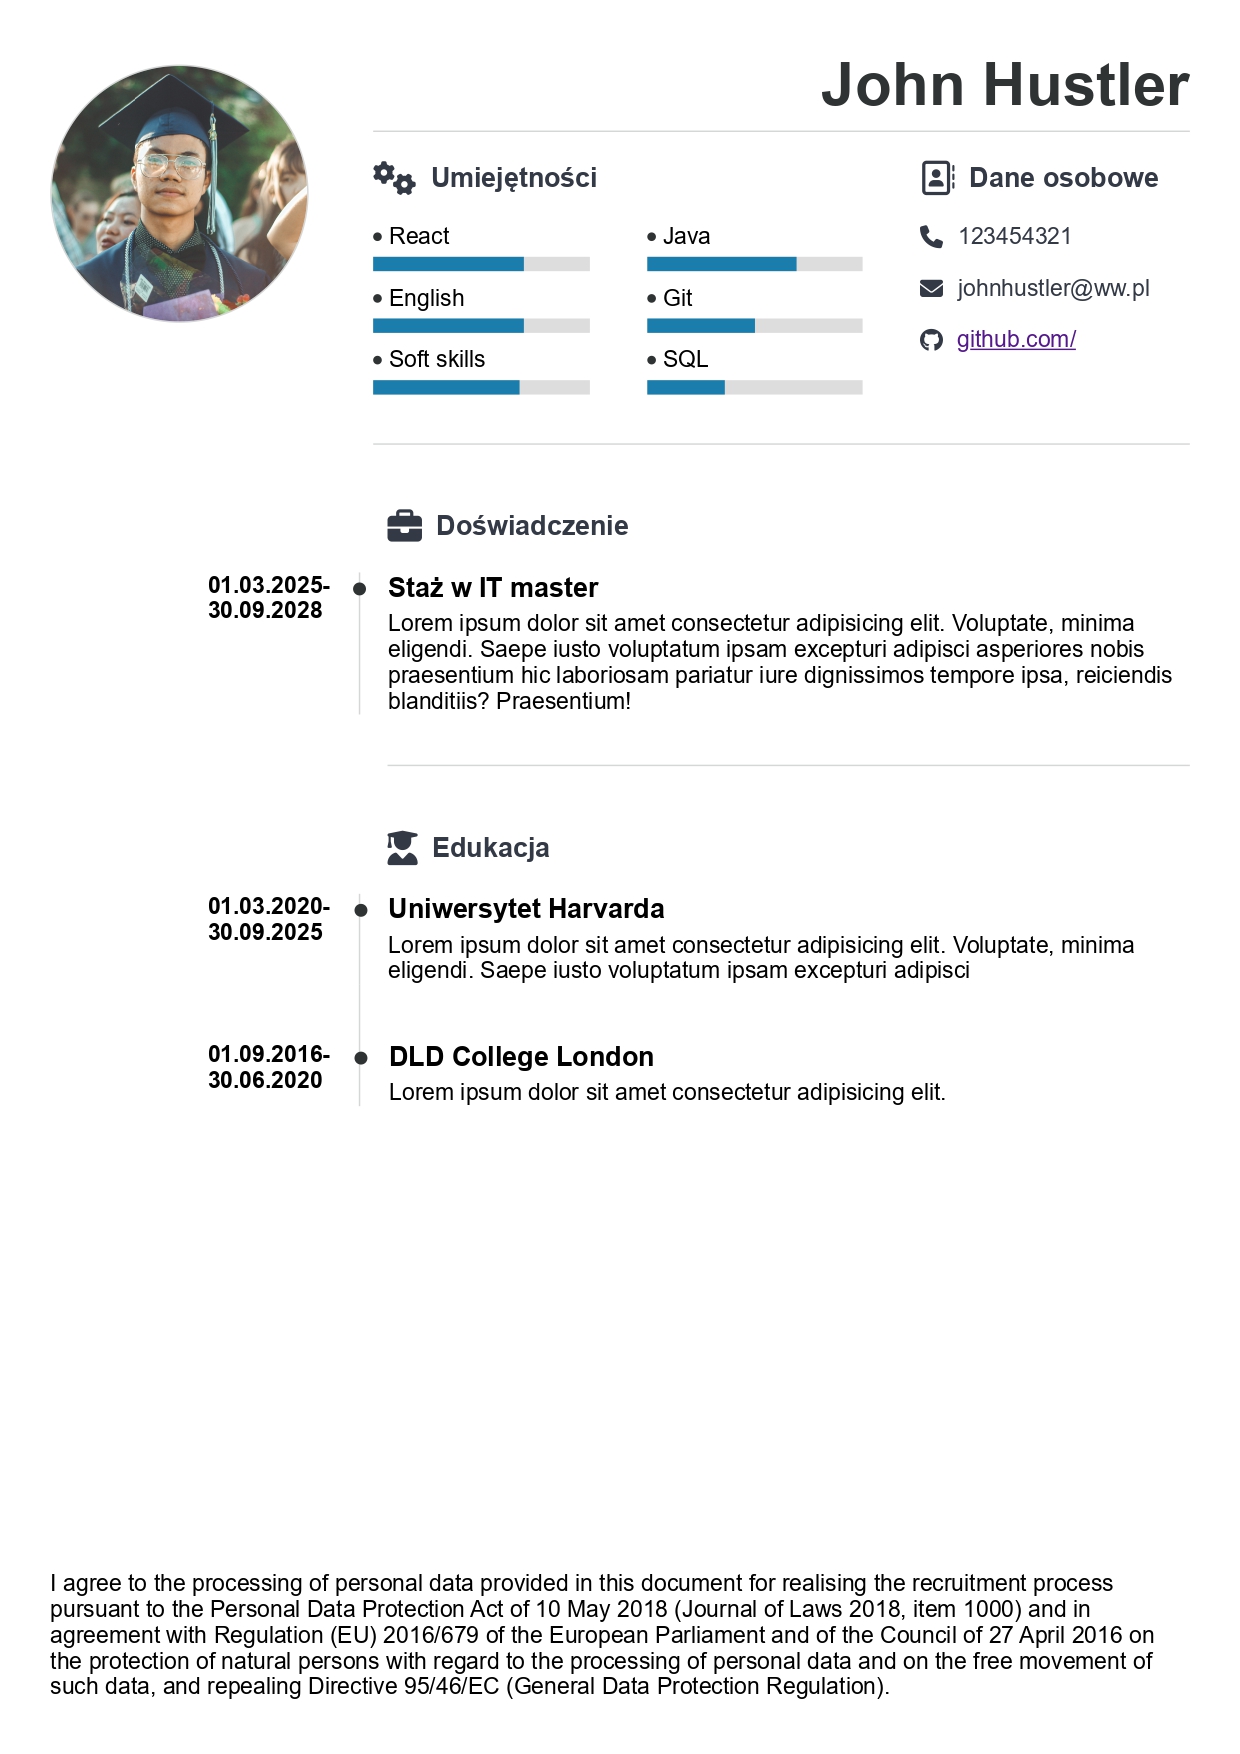 John Hustler
Umiejętności
React
Java
English
Git
Soft skills
SQL
Dane osobowe
123454321
johnhustler@ww.pl
github.com/
Doświadczenie
01.03.2025-
30.09.2028
Staż w IT master
Lorem ipsum dolor sit amet consectetur adipisicing elit. Voluptate, minima
eligendi. Saepe iusto voluptatum ipsam excepturi adipisci asperiores nobis
praesentium hic laboriosam pariatur iure dignissimos tempore ipsa, reiciendis
blanditiis? Praesentium!
Edukacja
01.03.2020-
30.09.2025
Uniwersytet Harvarda
Lorem ipsum dolor sit amet consectetur adipisicing elit. Voluptate, minima
eligendi. Saepe iusto voluptatum ipsam excepturi adipisci
01.09.2016-
30.06.2020
DLD College London
Lorem ipsum dolor sit amet consectetur adipisicing elit.
I agree to the processing of personal data provided in this document for realising the recruitment process
pursuant to the Personal Data Protection Act of 10 May 2018 (Journal of Laws 2018, item 1000) and in
agreement with Regulation (EU) 2016/679 of the European Parliament and of the Council of 27 April 2016 on
the protection of natural persons with regard to the processing of personal data and on the free movement of
such data, and repealing Directive 95/46/EC (General Data Protection Regulation).